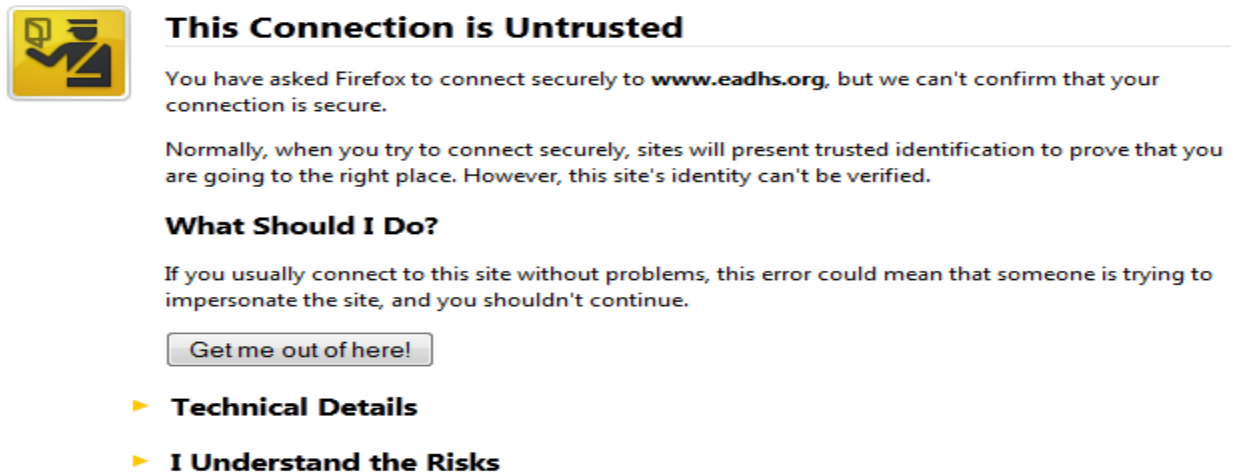 This Connection is Untrusted
You have asked Firefox to connect securely to www.eadhs.org, but we can't confirm that your
connection is secure.
Normally, when you try to connect securely, sites will present trusted identification to prove that you
are going to the right place. However, this site's identity can't be verified.
What Should I Do?
If you usually connect to this site without problems, this error could mean that someone is trying to
impersonate the site, and you shouldn't continue.
Get me out of here!
Technical Details
I Understand the Risks